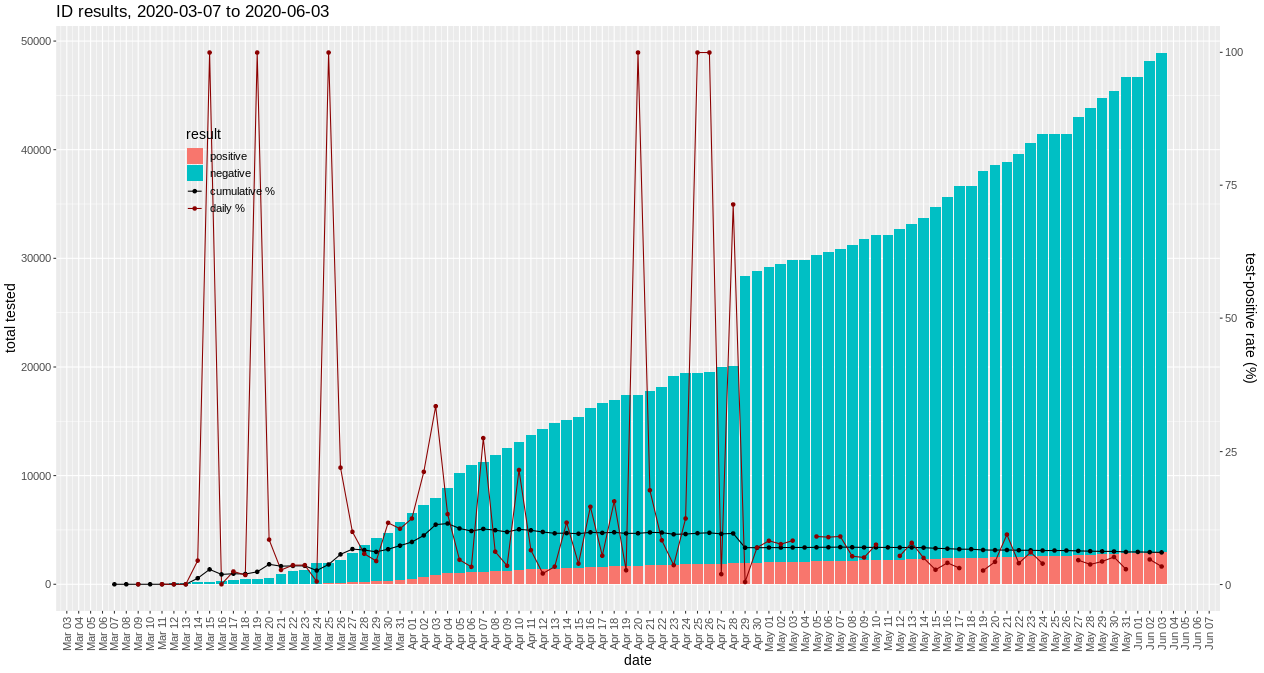 ID results, 2020-03-07 to 2020-06-03
50000
40000
30000
20000
10000
0
total tested
result
positive
negative
cumulative %
daily %
100
75
50
25
0
test-positive rate (%)
Mar 03
Mar 04
Mar 05
Mar 06
Mar 07
Mar 08
Mar 09
Mar 10
Mar 11
Mar 12
Mar 13
Mar 14
Mar 15
Mar 16
Mar 17
Mar 18
Mar 19
Mar 20
Mar 21
Mar 22
Mar 23
Mar 24
Mar 25
Mar 26
Mar 27
Mar 28
Mar 29
Mar 30
Mar 31
Apr 01
Apr 02
Apr 03
Apr 04
Apr 05
Apr 06
Apr 07
Apr 08
Apr 09
Apr 10
Apr 11
Apr 12
Apr 13
Apr 14
Apr 15
Apr 16
Apr 17
Apr 18
Apr 19
Apr 20
Apr 21
Apr 22
Apr 23
Apr 24
Apr 25
Apr 26
Apr 27
Apr 28
Apr 29
Apr 30
May 01
May 02
May 03
May 04
May 05
May 06
May 07
May 08
May 09
May 10
May 11
May 12
May 13
May 14
May 15
May 16
May 17
May 18
May 19
May 20
May 21
May 22
May 23
May 24
May 25
May 26
May 27
May 28
May 29
May 30
May 31
Jun 01
Jun 02
Jun 03
Jun 04
Jun 05
Jun 06
Jun 07
date